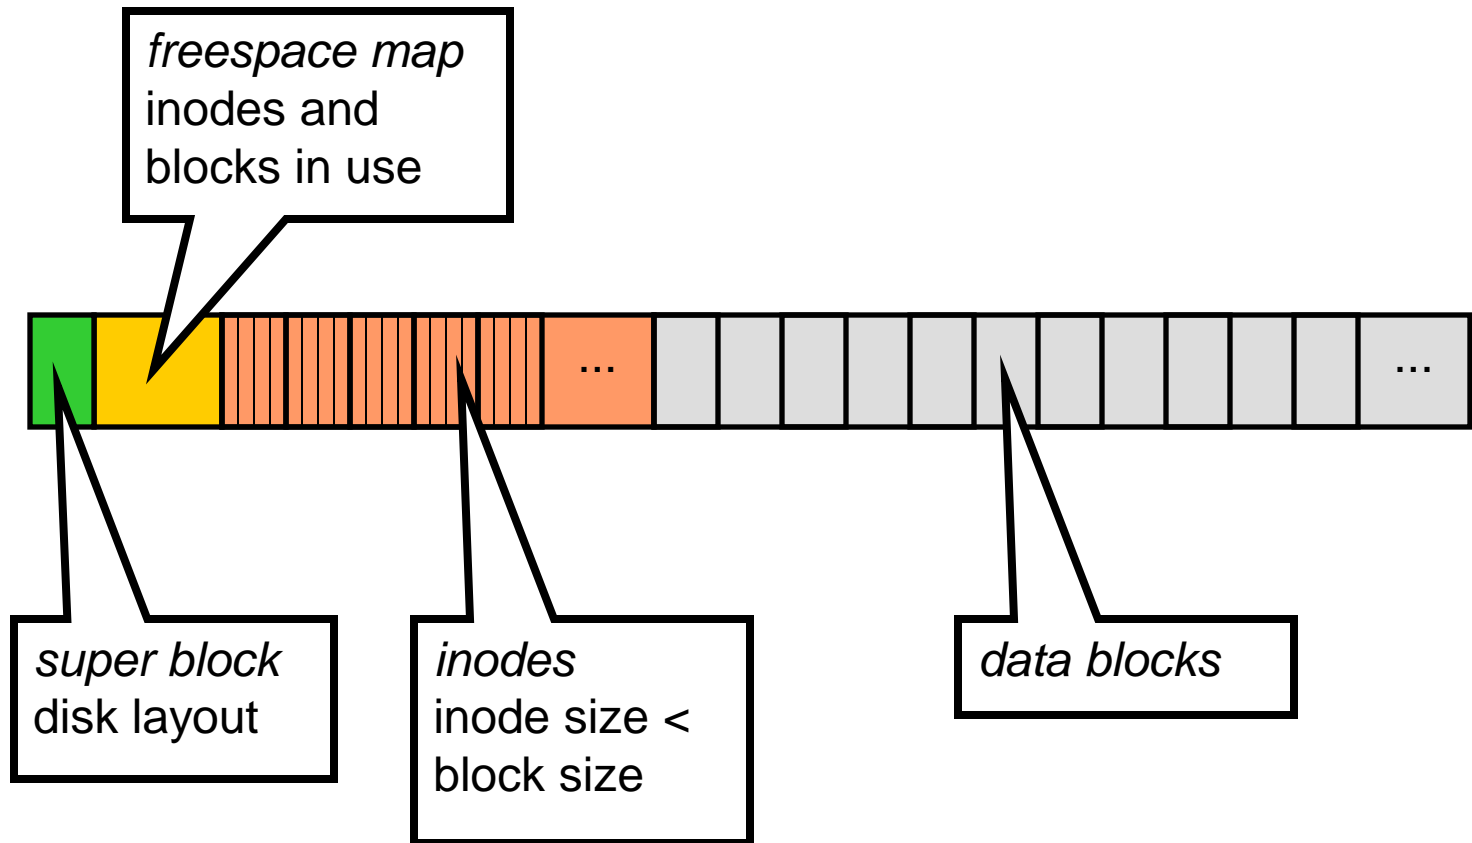 freespace map
inodes and
blocks in use
...
...
super block
disk layout
inodes
inode size <
block size
data blocks